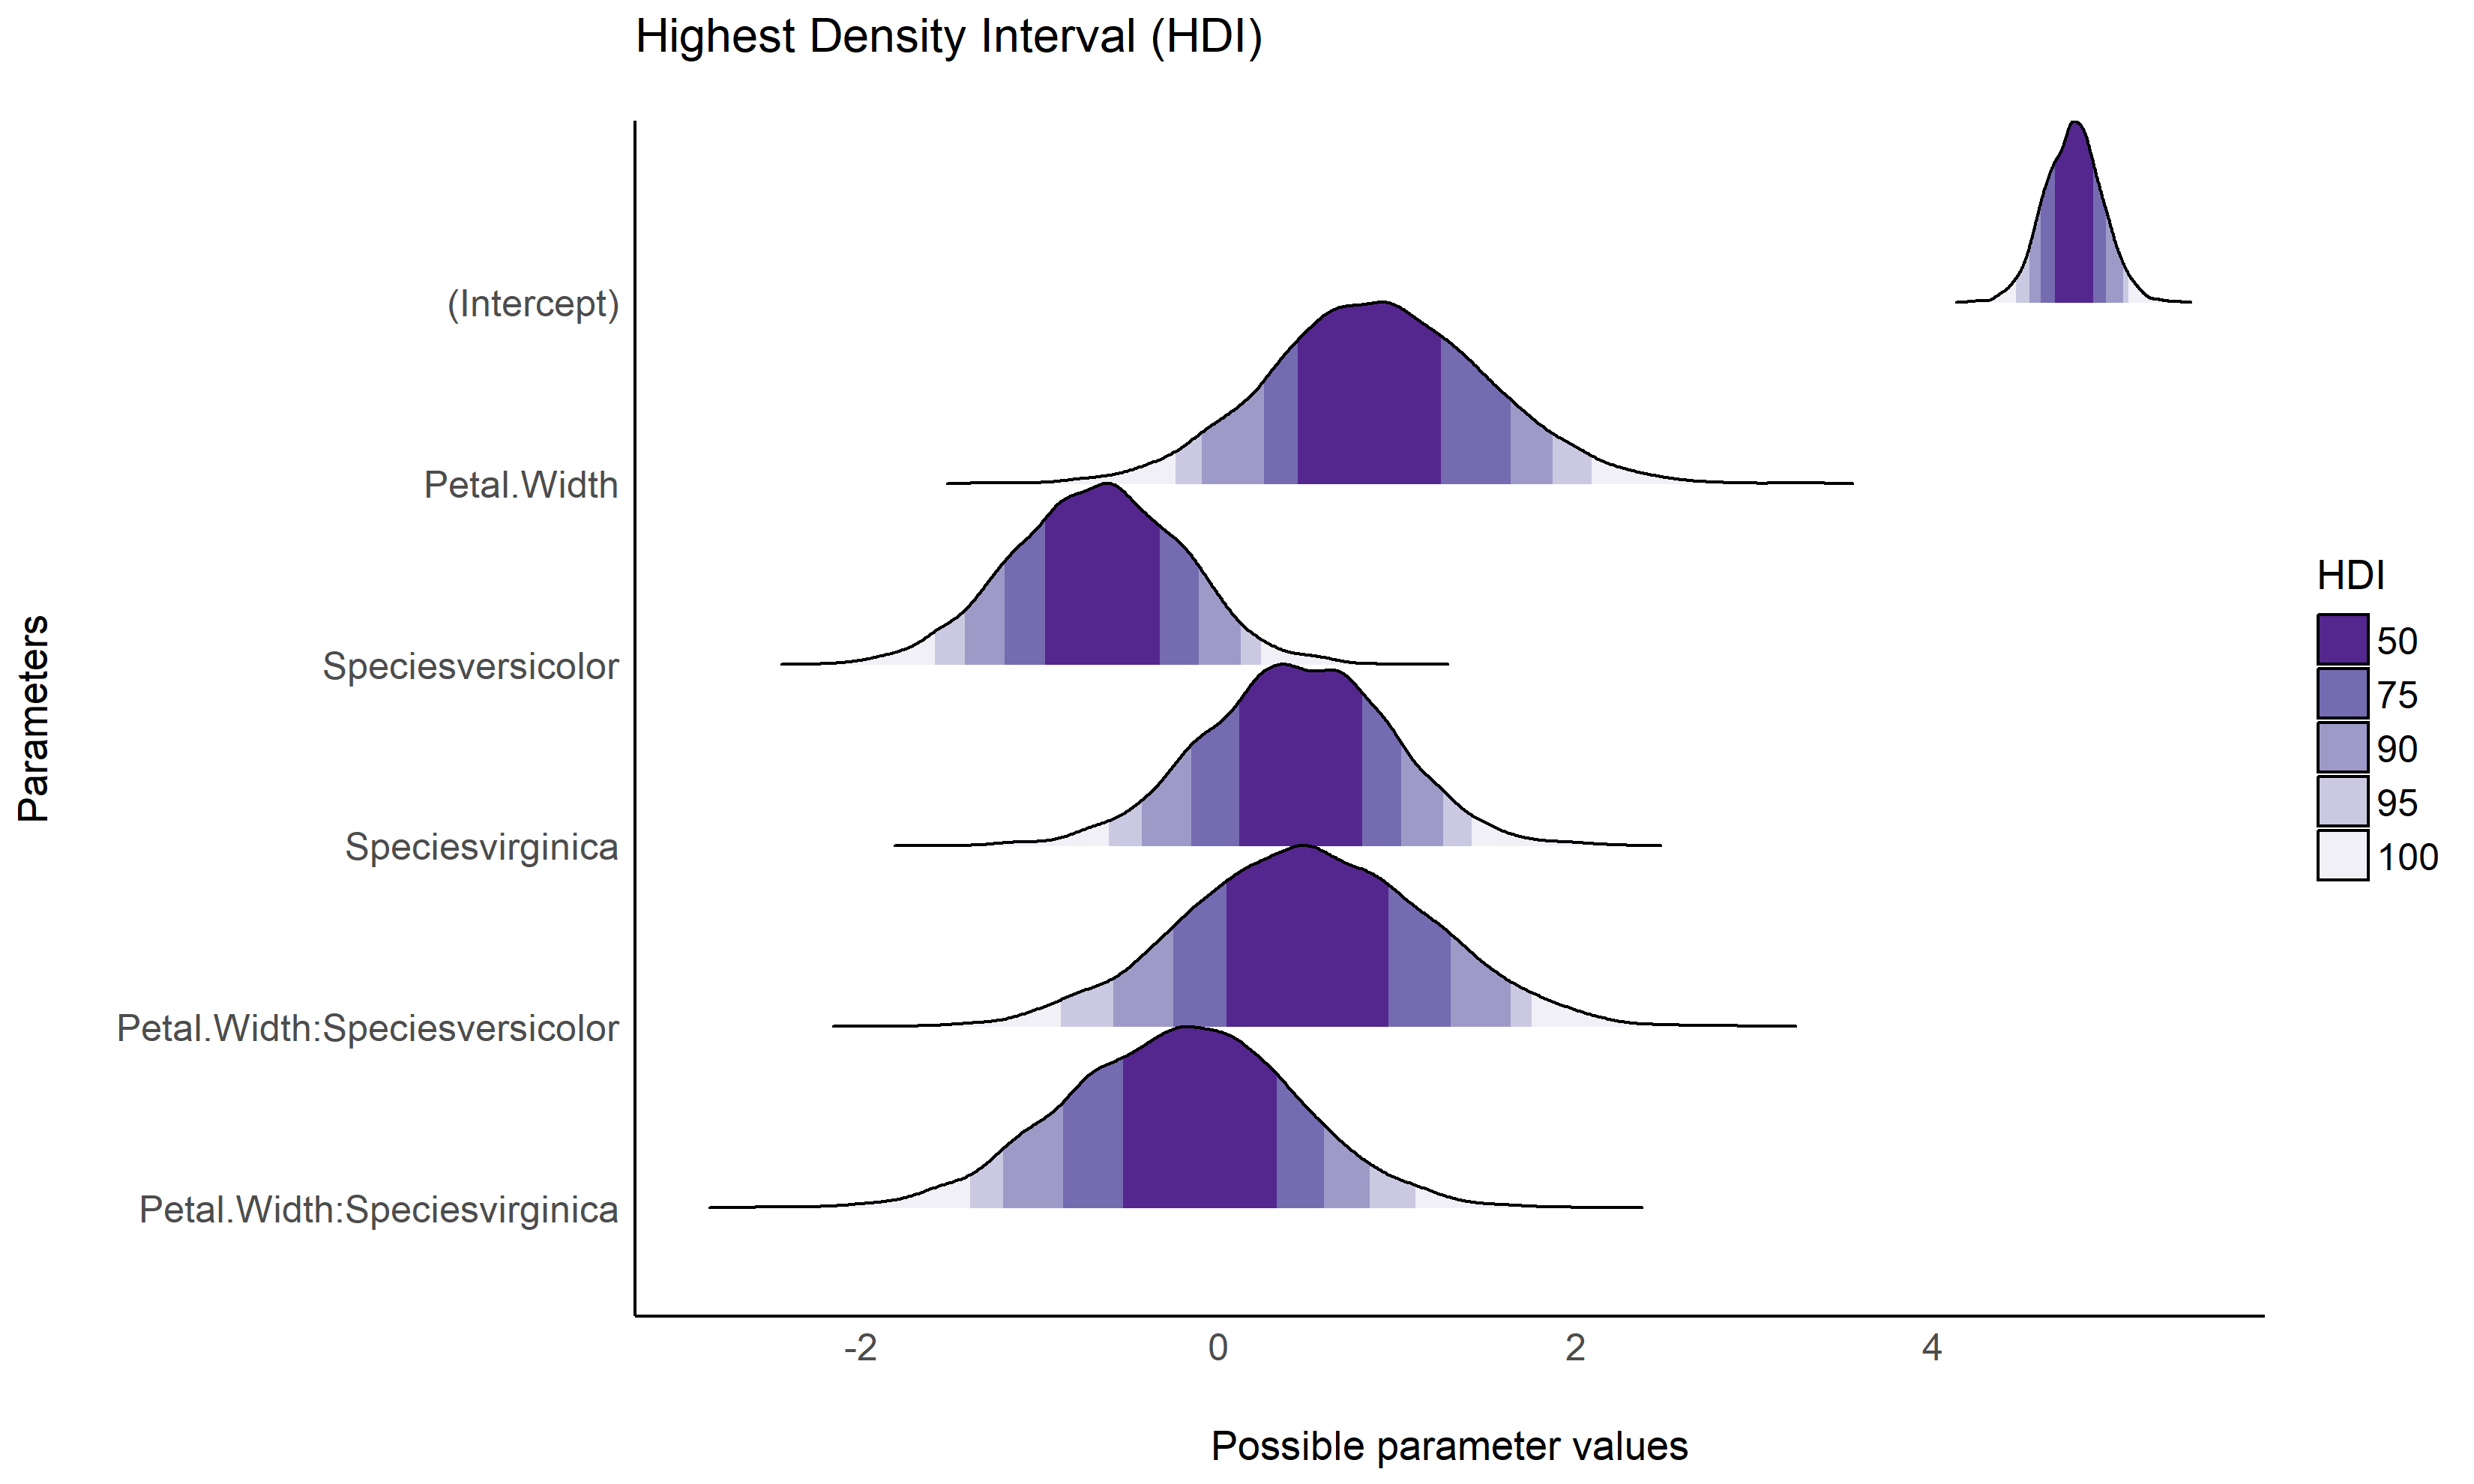 Highest Density Interval (HDI)
Parameters
(Intercept)
Petal.Width
Speciesversicolor
Speciesvirginica
Petal.Width:Speciesversicolor
Petal.Width:Speciesvirginica
-2 0 2 4
Possible parameter values
HDI
50
75
90
95
100